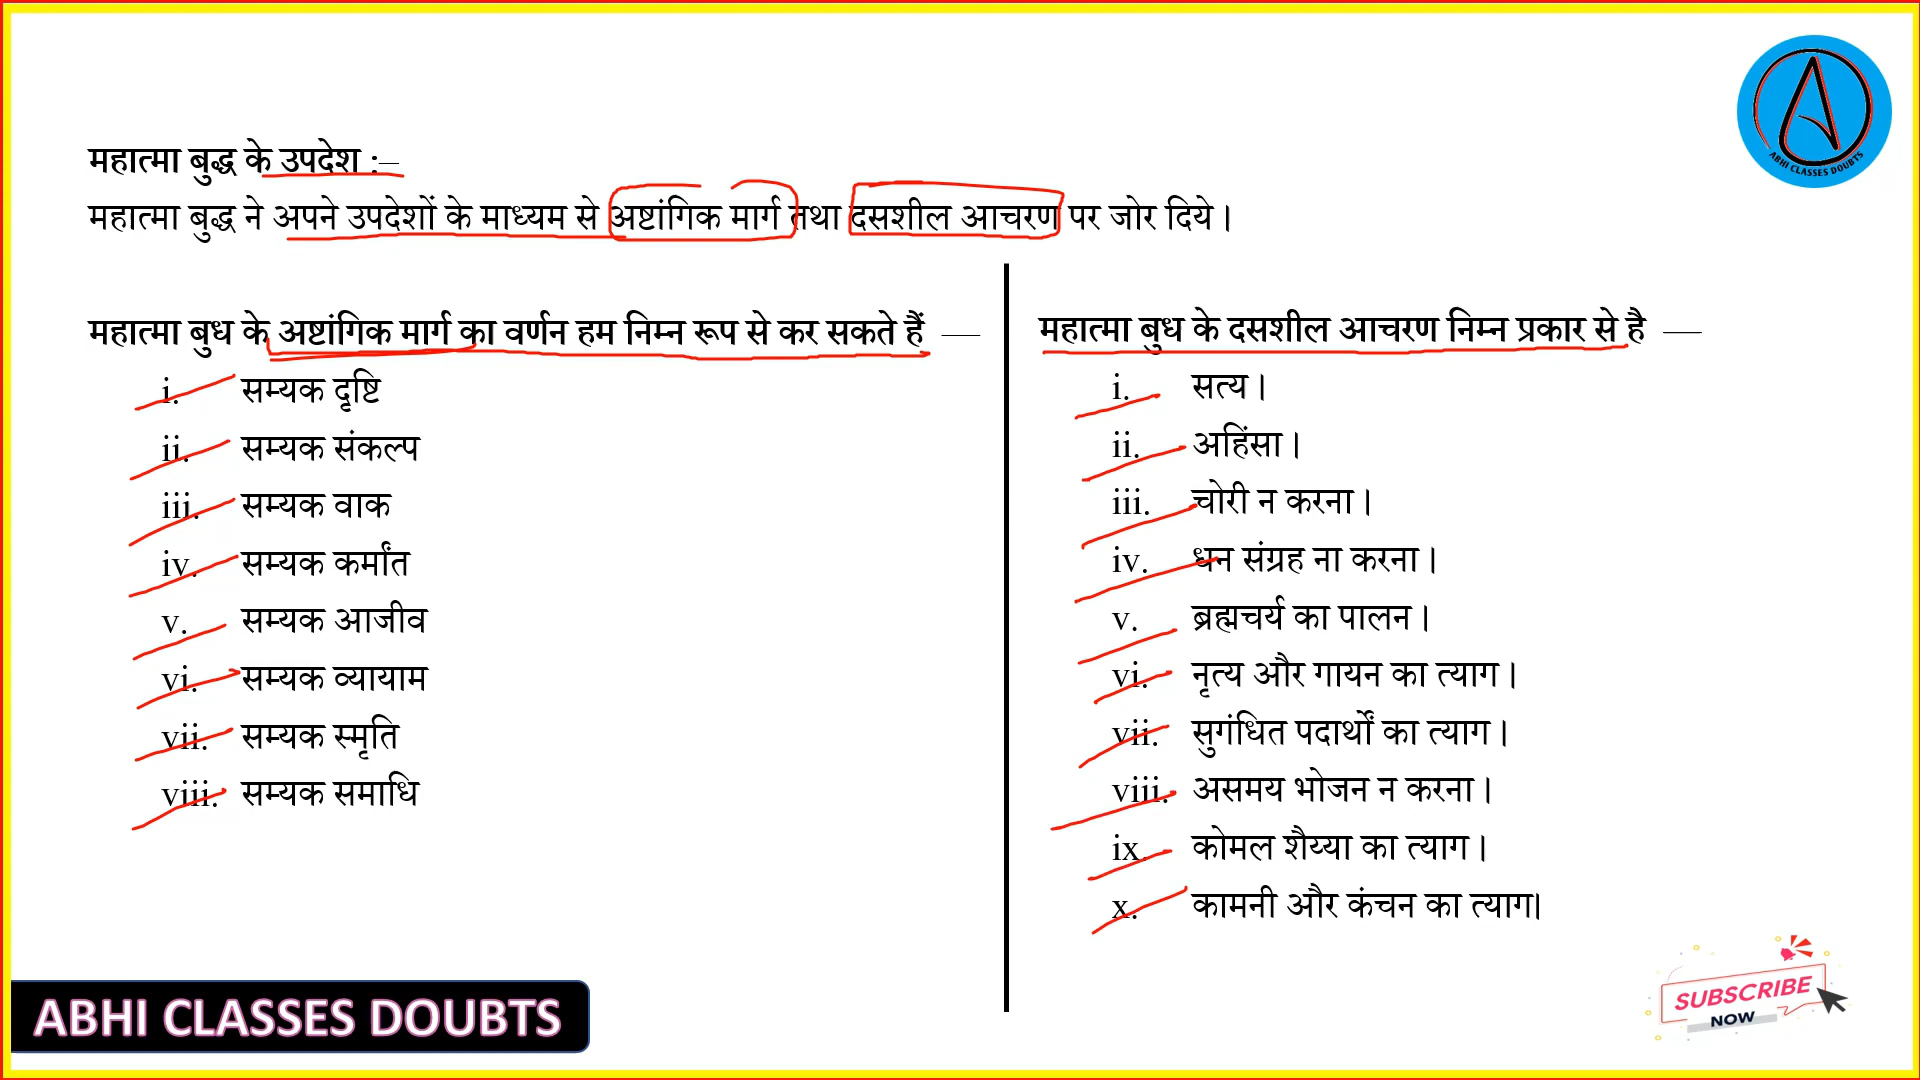 महात्मा बुद्ध के उपदेश :–
महात्मा बुद्ध ने अपने उपदेशों के माध्यम से अष्टांगिक मार्ग तथा दसशील आचरण पर जोर दिये।
महात्मा बुध के अष्टांगिक मार्ग का वर्णन हम निम्न रूप से कर सकते हैं —
i. सम्यक दृष्टि
ii. सम्यक संकल्प
iii. सम्यक वाक
iv. सम्यक कर्मांत
v. सम्यक आजीव
vi. सम्यक व्यायाम
vii. सम्यक स्मृति
viii. सम्यक समाधि
महात्मा बुध के दसशील आचरण निम्न प्रकार से है —
i. सत्य।
ii. अहिंसा।
iii. चोरी न करना।
iv. धन संग्रह ना करना।
v. ब्रह्मचर्य का पालन।
vi. नृत्य और गायन का त्याग।
vii. सुगंधित पदार्थों का त्याग।
viii. असमय भोजन न करना।
ix. कोमल शैय्या का त्याग।
x. कामनी और कंचन का त्याग।
ABHI CLASSES DOUBTS
ABHI CLASSES DOUBTS
SUBSCRIBE
NOW